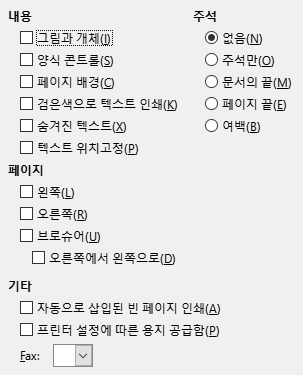 내용
그림과 개체(I)
양식 콘트롤(S)
페이지 배경(C)
검은색으로 텍스트 인쇄(K)
숨겨진 텍스트(X)
텍스트 위치고정(P)
주석
없음(N)
주석만(O)
문서의 끝(M)
페이지 끝(E)
여백(B)
페이지
왼쪽(L)
오른쪽(R)
브로슈어(U)
오른쪽에서 왼쪽으로(D)
기타
자동으로 삽입된 빈 페이지 인쇄(A)
프린터 설정에 따른 용지 공급함(P)
Fax: